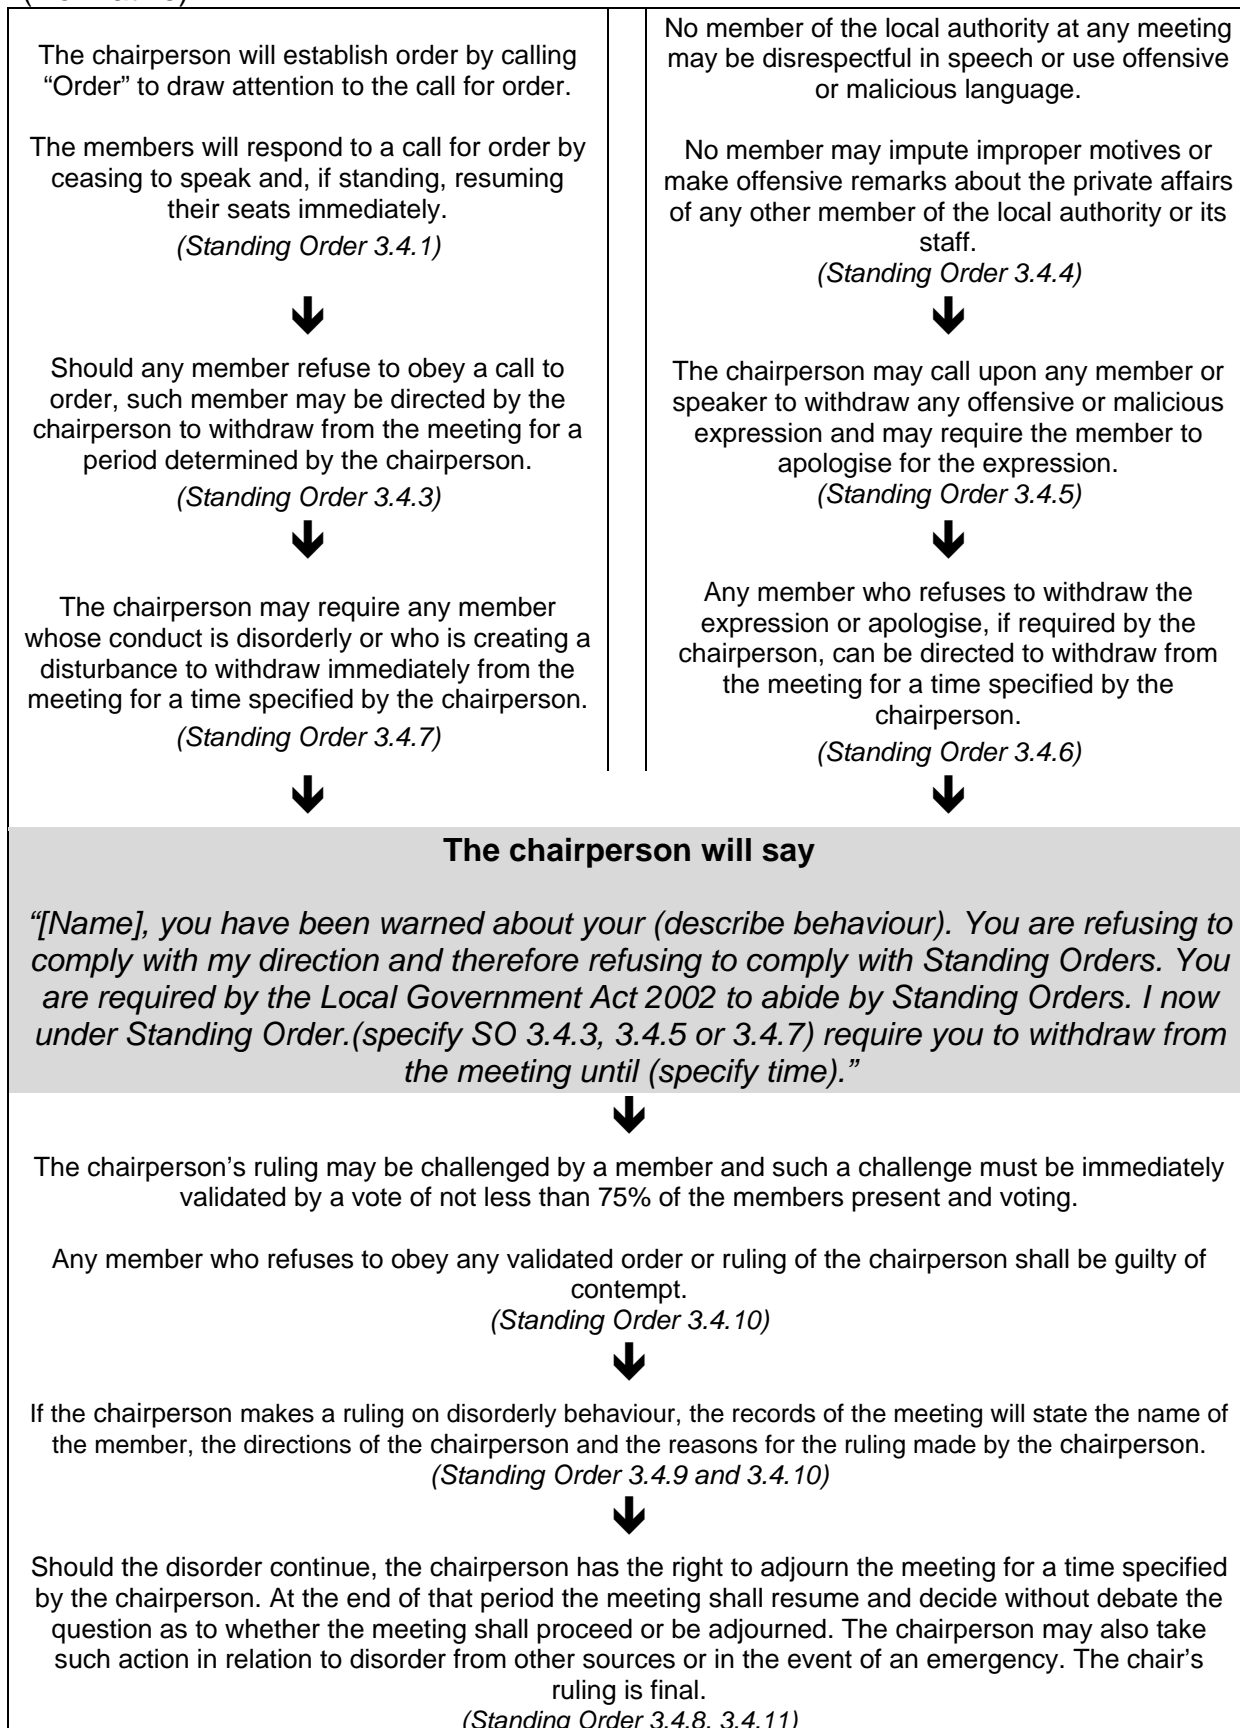 The chairperson will establish order by calling
“Order” to draw attention to the call for order.
The members will respond to a call for order by
ceasing to speak and, if standing, resuming
their seats immediately.
(Standing Order 3.4.1)
Should any member refuse to obey a call to
order, such member may be directed by the
chairperson to withdraw from the meeting for a
period determined by the chairperson.
(Standing Order 3.4.3)
The chairperson may require any member
whose conduct is disorderly or who is creating a
disturbance to withdraw immediately from the
meeting for a time specified by the chairperson.
(Standing Order 3.4.7)
No member of the local authority at any meeting
may be disrespectful in speech or use offensive
or malicious language.
No member may impute improper motives or
make offensive remarks about the private affairs
of any other member of the local authority or its
staff.
(Standing Order 3.4.4)
The chairperson may call upon any member or
speaker to withdraw any offensive or malicious
expression and may require the member to
apologise for the expression.
(Standing Order 3.4.5)
Any member who refuses to withdraw the
expression or apologise, if required by the
chairperson, can be directed to withdraw from
the meeting for a time specified by the
chairperson.
(Standing Order 3.4.6)
The chairperson will say
“[Name], you have been warned about your (describe behaviour). You are refusing to
comply with my direction and therefore refusing to comply with Standing Orders. You
are required by the Local Government Act 2002 to abide by Standing Orders. I now
under Standing Order.(specify SO 3.4.3, 3.4.5 or 3.4.7) require you to withdraw from
the meeting until (specify time).”
The chairperson’s ruling may be challenged by a member and such a challenge must be immediately
validated by a vote of not less than 75% of the members present and voting.
Any member who refuses to obey any validated order or ruling of the chairperson shall be guilty of
contempt.
(Standing Order 3.4.10)
If the chairperson makes a ruling on disorderly behaviour, the records of the meeting will state the name of
the member, the directions of the chairperson and the reasons for the ruling made by the chairperson.
(Standing Order 3.4.9 and 3.4.10)
Should the disorder continue, the chairperson has the right to adjourn the meeting for a time specified
by the chairperson. At the end of that period the meeting shall resume and decide without debate the
question as to whether the meeting shall proceed or be adjourned. The chairperson may also take
such action in relation to disorder from other sources or in the event of an emergency. The chair’s
ruling is final.
(Standing Order 3.4.8, 3.4.11)